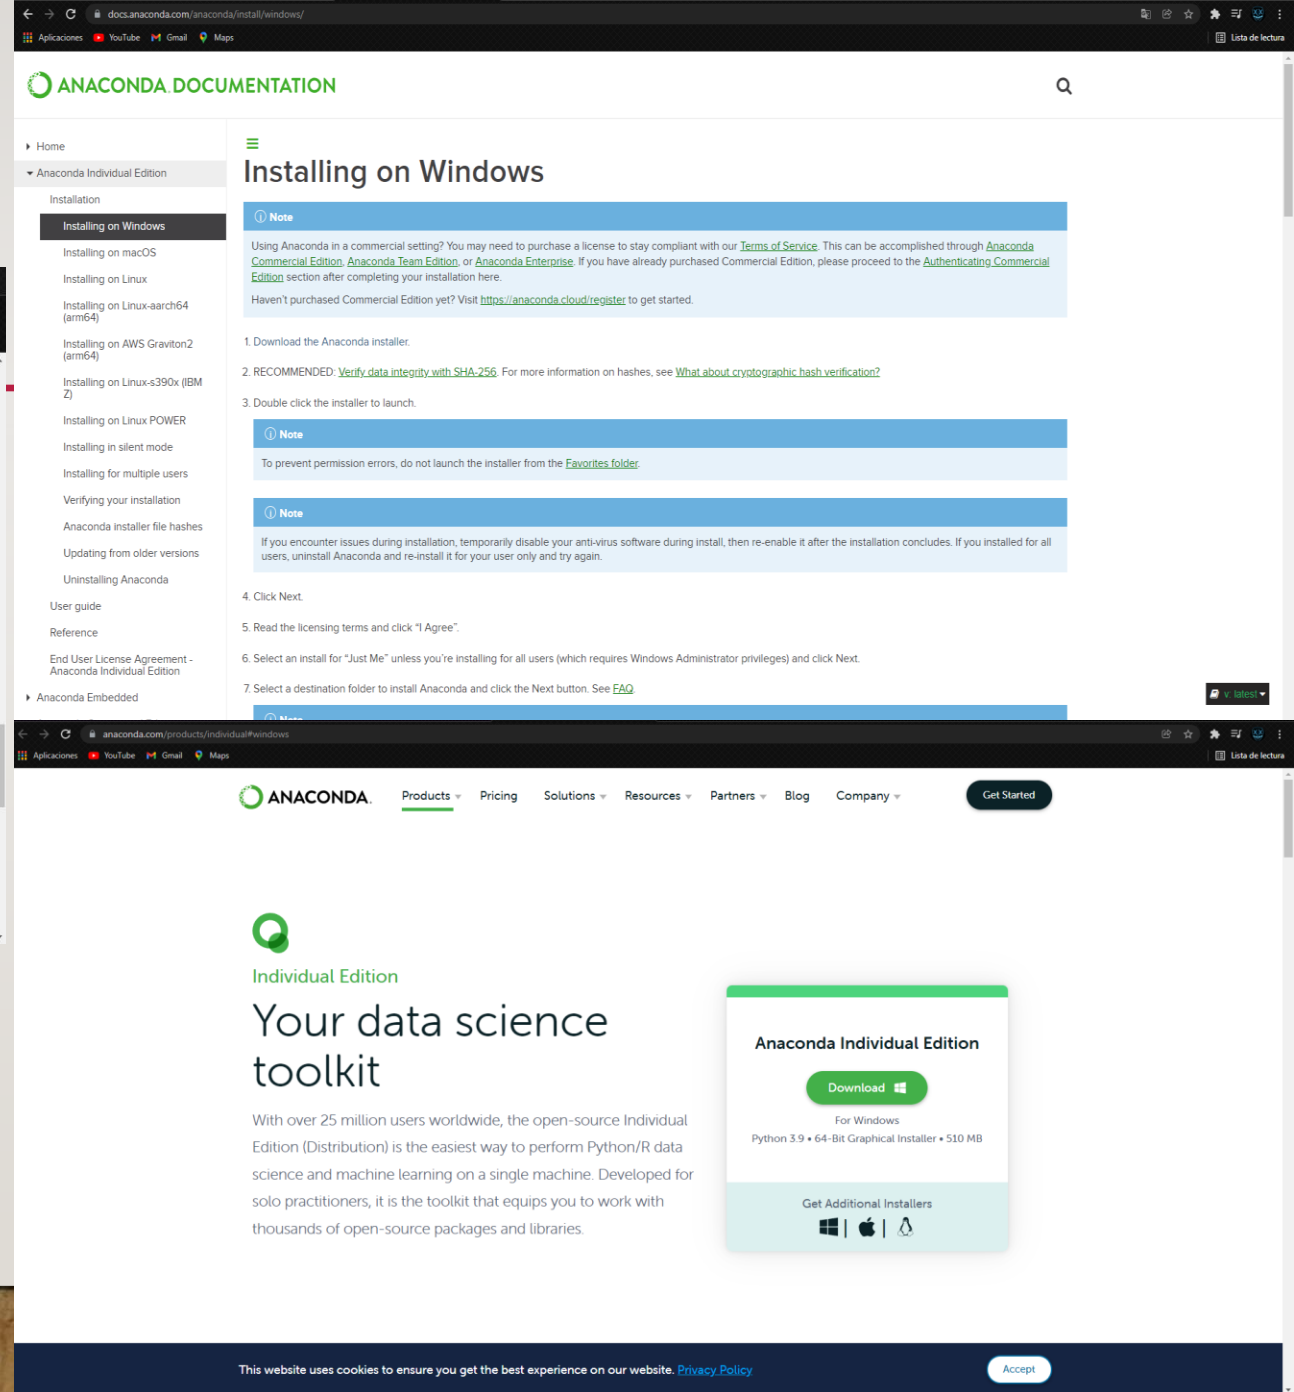 docs.anaconda.com/anaconda/install/windows/
Aplicaciones YouTube Gmail Maps Lista de lectura
ANACONDA.DOCUMENTATION
Home
Anaconda Individual Edition
Installation
Installing on Windows
Installing on macOS
Installing on Linux
Installing on Linux-aarch64
(arm64)
Installing on AWS Graviton2
(arm64)
Installing on Linux-s390x (IBM
Z)
Installing on Linux POWER
Installing in silent mode
Installing for multiple users
Verifying your installation
Anaconda installer file hashes
Updating from older versions
Uninstalling Anaconda
User guide
Reference
End User License Agreement -
Anaconda Individual Edition
Anaconda Embedded
Installing on Windows
Note
Using Anaconda in a commercial setting? You may need to purchase a license to stay compliant with our Terms of Service. This can be accomplished through Anaconda
Commercial Edition, Anaconda Team Edition, or Anaconda Enterprise. If you have already purchased Commercial Edition, please proceed to the Authenticating Commercial
Edition section after completing your installation here.
Haven't purchased Commercial Edition yet? Visit https://anaconda.cloud/register to get started.
1. Download the Anaconda installer.
2. RECOMMENDED: Verify data integrity with SHA-256. For more information on hashes, see What about cryptographic hash verification?
3. Double click the installer to launch.
Note
To prevent permission errors, do not launch the installer from the Favorites folder.
Note
If you encounter issues during installation, temporarily disable your anti-virus software during install, then re-enable it after the installation concludes. If you installed for all
users, uninstall Anaconda and re-install it for your user only and try again.
4. Click Next.
5. Read the licensing terms and click “I Agree”.
6. Select an install for “Just Me” unless you're installing for all users (which requires Windows Administrator privileges) and click Next.
7. Select a destination folder to install Anaconda and click the Next button. See FAQ.
Note
v: latest
anaconda.com/products/individual#windows
Aplicaciones YouTube Gmail Maps Lista de lectura
ANACONDA. Products Pricing Solutions Resources Partners Blog Company Get Started
Individual Edition
Your data science
toolkit
With over 25 million users worldwide, the open-source Individual
Edition (Distribution) is the easiest way to perform Python/R data
science and machine learning on a single machine. Developed for
solo practitioners, it is the toolkit that equips you to work with
thousands of open-source packages and libraries.
Anaconda Individual Edition
Download
For Windows
Python 3.9 • 64-Bit Graphical Installer • 510 MB
Get Additional Installers
| |
This website uses cookies to ensure you get the best experience on our website. Privacy Policy
Accept